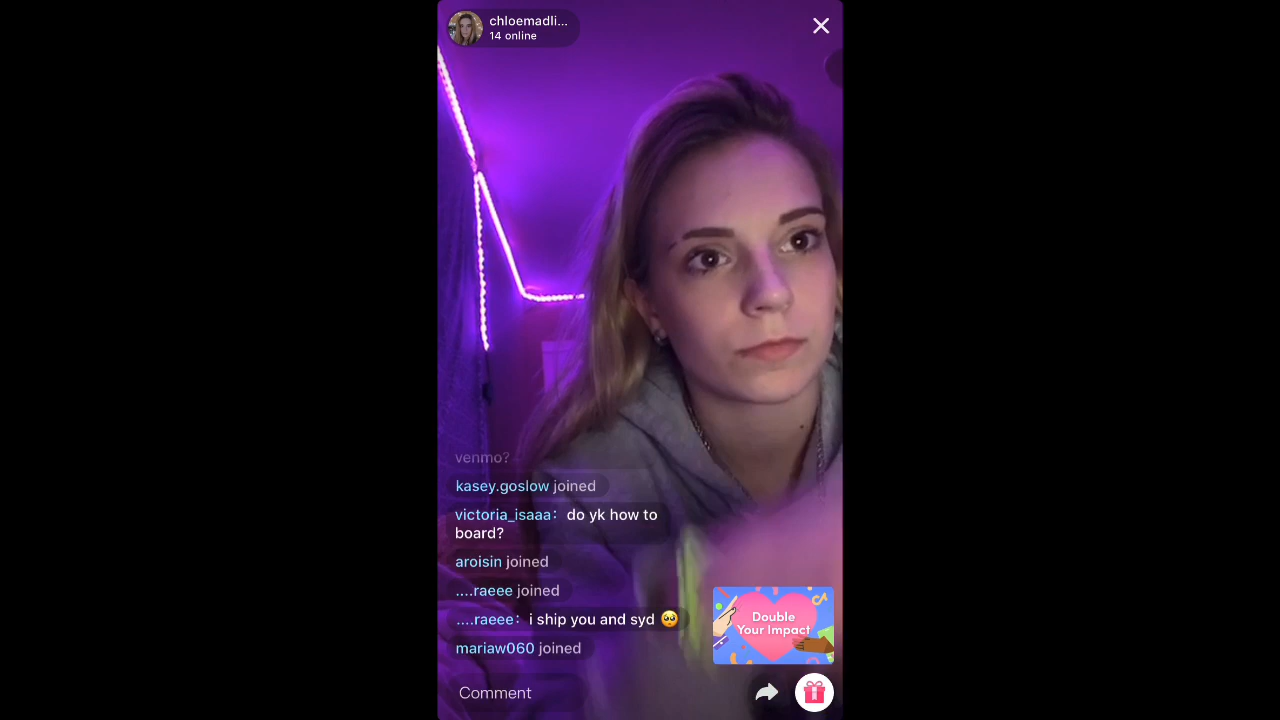 chloemadli...
14 online
venmo?
kasey.goslow joined
victoria_isaaa: do yk how to
board?
aroisin joined
....raeee joined
....raeee: i ship you and syd 🥺
mariaw060 joined
Double
Your Impact
Comment